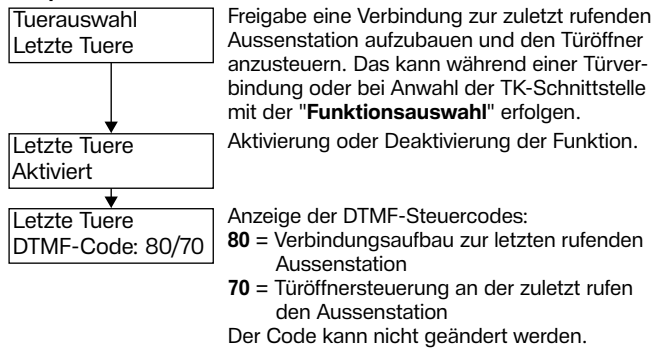 Tuerauswahl
Letzte Tuere
Freigabe eine Verbindung zur zuletzt rufenden
Aussenstation aufzubauen und den Türöffner
anzusteuern. Das kann während einer Türver-
bindung oder bei Anwahl der TK-Schnittstelle
mit der "Funktionsauswahl" erfolgen.
Letzte Tuere
Aktiviert
Aktivierung oder Deaktivierung der Funktion.
Letzte Tuere
DTMF-Code: 80/70
Anzeige der DTMF-Steuercodes:
80 = Verbindungsaufbau zur letzten rufenden
Aussenstation
70 = Türöffnersteuerung an der zuletzt rufen
den Aussenstation
Der Code kann nicht geändert werden.